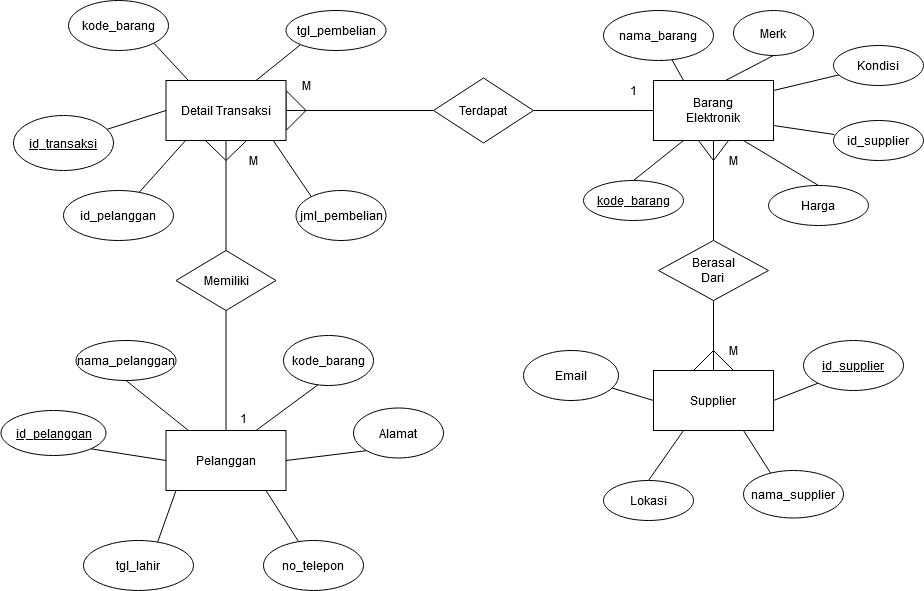 kode_barang
tgl_pembelian
nama_barang
Merk
Kondisi
M
1
Detail Transaksi
Terdapat
Barang
Elektronik
id_transaksi
id_supplier
M
M
id_pelanggan
jml_pembelian
kode_barang
Harga
Memiliki
Berasal
Dari
nama_pelanggan
kode_barang
M
id_supplier
Email
Supplier
1
id_pelanggan
Alamat
Pelanggan
Lokasi
nama_supplier
tgl_lahir
no_telepon